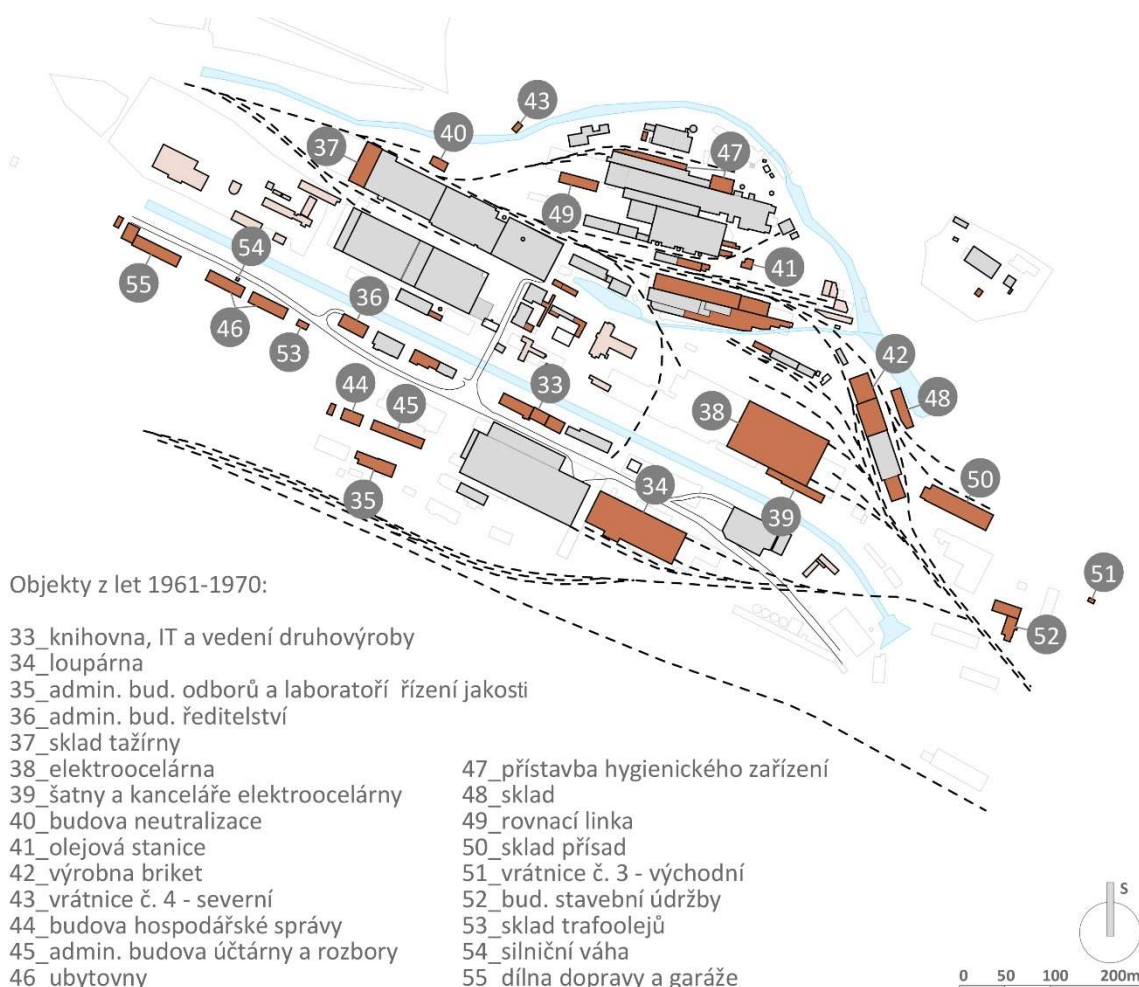 43
40
37
47
49
54
41
55
36
42
46
53
33
48
44
38
45
50
34
35
39
51
52
Objekty z let 1961-1970:
33_knihovna, IT a vedení druhovýroby
34_loupárna
35_admin. bud. odborů a laboratoří řízení jakosti
36_admin. bud. ředitelství
37_sklad tažírny
38_elektroocelárna
39_šatny a kanceláře elektroocelárny
40_budova neutralizace
41_olejová stanice
42_výrobna briket
43_vrátnice č. 4 - severní
44_budova hospodářské správy
45_admin. budova účtárny a rozbory
46_ubytovny
47_přístavba hygienického zařízení
48_sklad
49_rovnací linka
50_sklad přísad
51_vrátnice č. 3 - východní
52_bud. stavební údržby
53_sklad trafoolejů
54_silniční váha
55_dílna dopravy a garáže
S
0 50 100 200m